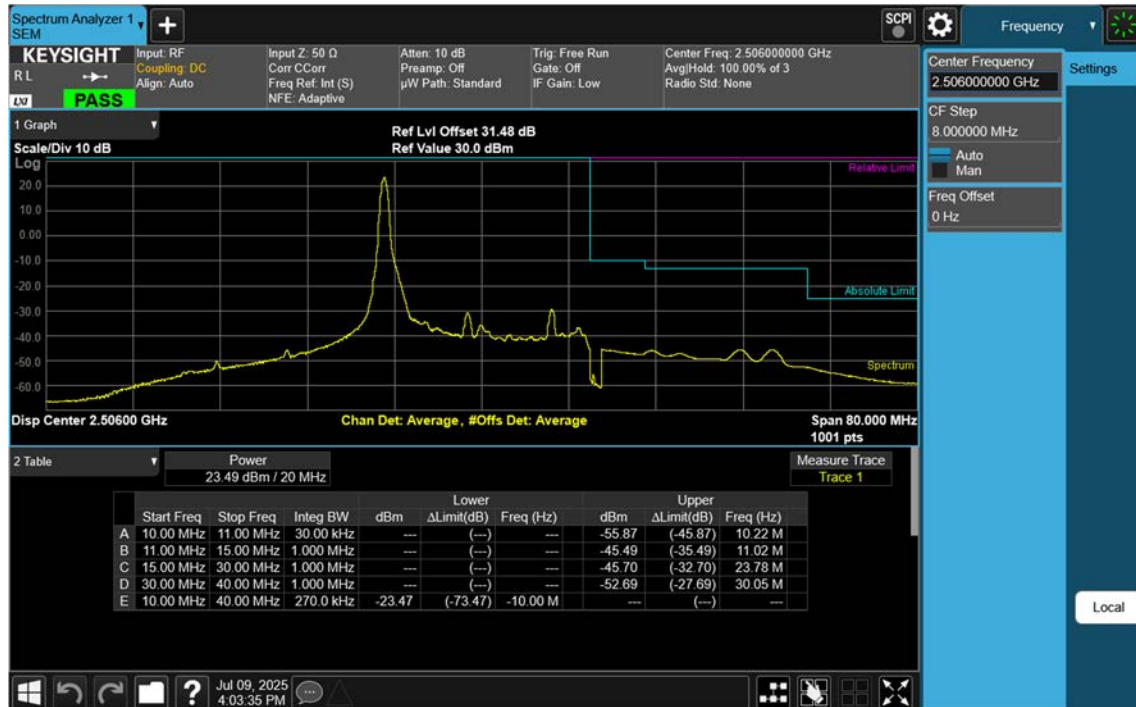 Spectrum Analyzer 1
SEM
SCPI
Frequency
KEYSIGHT
R L
LXI
PASS
Input: RF
Coupling: DC
Align: Auto
Input Z: 50 Ω
Corr CCorr
Freq Ref: Int (S)
NFE: Adaptive
Atten: 10 dB
Preamp: Off
µW Path: Standard
Trig: Free Run
Gate: Off
IF Gain: Low
Center Freq: 2.506000000 GHz
Avg|Hold: 100.00% of 3
Radio Std: None
Center Frequency
2.506000000 GHz
Settings
CF Step
8.000000 MHz
Auto
Man
Freq Offset
0 Hz
1 Graph
Scale/Div 10 dB
Ref Lvl Offset 31.48 dB
Ref Value 30.0 dBm
Log
Relative Limit
20.0
10.0
0.00
-10.0
-20.0
Absolute Limit
-30.0
-40.0
-50.0
Spectrum
-60.0
Disp Center 2.50600 GHz
Chan Det: Average, #Offs Det: Average
Span 80.000 MHz
1001 pts
2 Table
Power
23.49 dBm / 20 MHz
Measure Trace
Trace 1
Lower Upper
Start Freq Stop Freq Integ BW dBm ΔLimit(dB) Freq (Hz) dBm ΔLimit(dB) Freq (Hz)
A 10.00 MHz 11.00 MHz 30.00 kHz --- (---) --- -55.87 (-45.87) 10.22 M
B 11.00 MHz 15.00 MHz 1.000 MHz --- (---) --- -45.49 (-35.49) 11.02 M
C 15.00 MHz 30.00 MHz 1.000 MHz --- (---) --- -45.70 (-32.70) 23.78 M
D 30.00 MHz 40.00 MHz 1.000 MHz --- (---) --- -52.69 (-27.69) 30.05 M
E 10.00 MHz 40.00 MHz 270.0 kHz -23.47 (-73.47) -10.00 M --- (---) ---
Local
?
Jul 09, 2025
4:03:35 PM